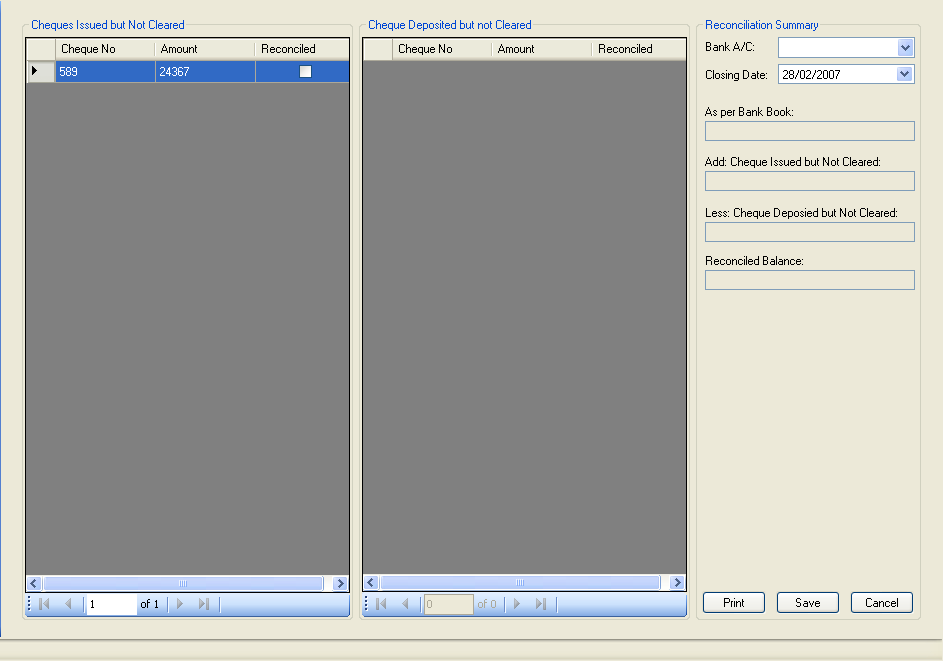 Cheques Issued but Not Cleared
Cheque No Amount Reconciled
589 24367
1 of 1
Cheque Deposited but not Cleared
Cheque No Amount Reconciled
0 of 0
Reconciliation Summary
Bank A/C:
Closing Date: 28/02/2007
As per Bank Book:
Add: Cheque Issued but Not Cleared:
Less: Cheque Deposied but Not Cleared:
Reconciled Balance:
Print Save Cancel